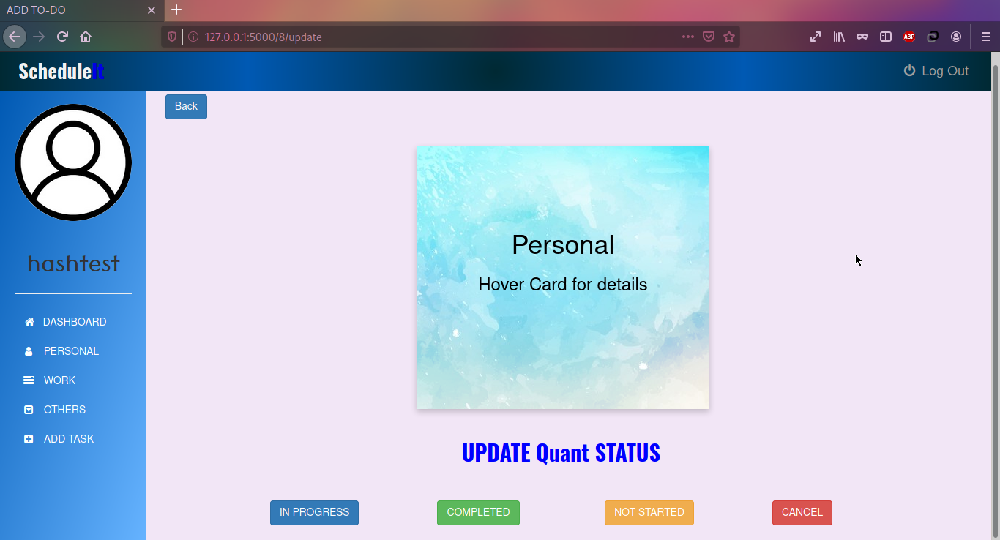 ADD TO-DO
127.0.0.1:5000/8/update
ABP
ScheduleIt
Log Out
Back
hashtest
DASHBOARD
PERSONAL
WORK
OTHERS
ADD TASK
Personal
Hover Card for details
UPDATE Quant STATUS
IN PROGRESS
COMPLETED
NOT STARTED
CANCEL